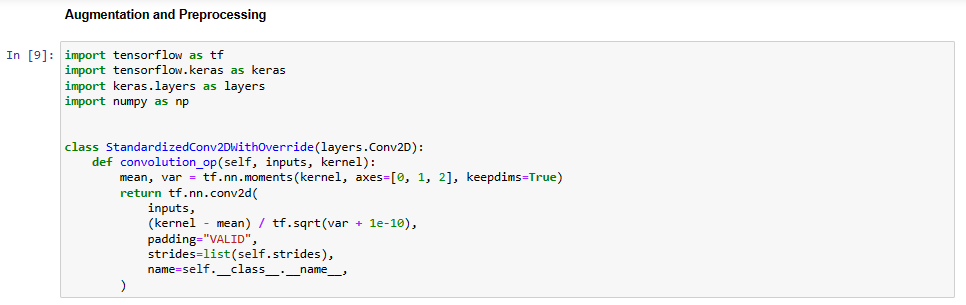 Augmentation and Preprocessing
In [9]: import tensorflow as tf
import tensorflow.keras as keras
import keras.layers as layers
import numpy as np
class StandardizedConv2DWithOverride(layers.Conv2D):
    def convolution_op(self, inputs, kernel):
        mean, var = tf.nn.moments(kernel, axes=[0, 1, 2], keepdims=True)
        return tf.nn.conv2d(
            inputs,
            (kernel - mean) / tf.sqrt(var + 1e-10),
            padding="VALID",
            strides=list(self.strides),
            name=self.__class__.__name__,
        )